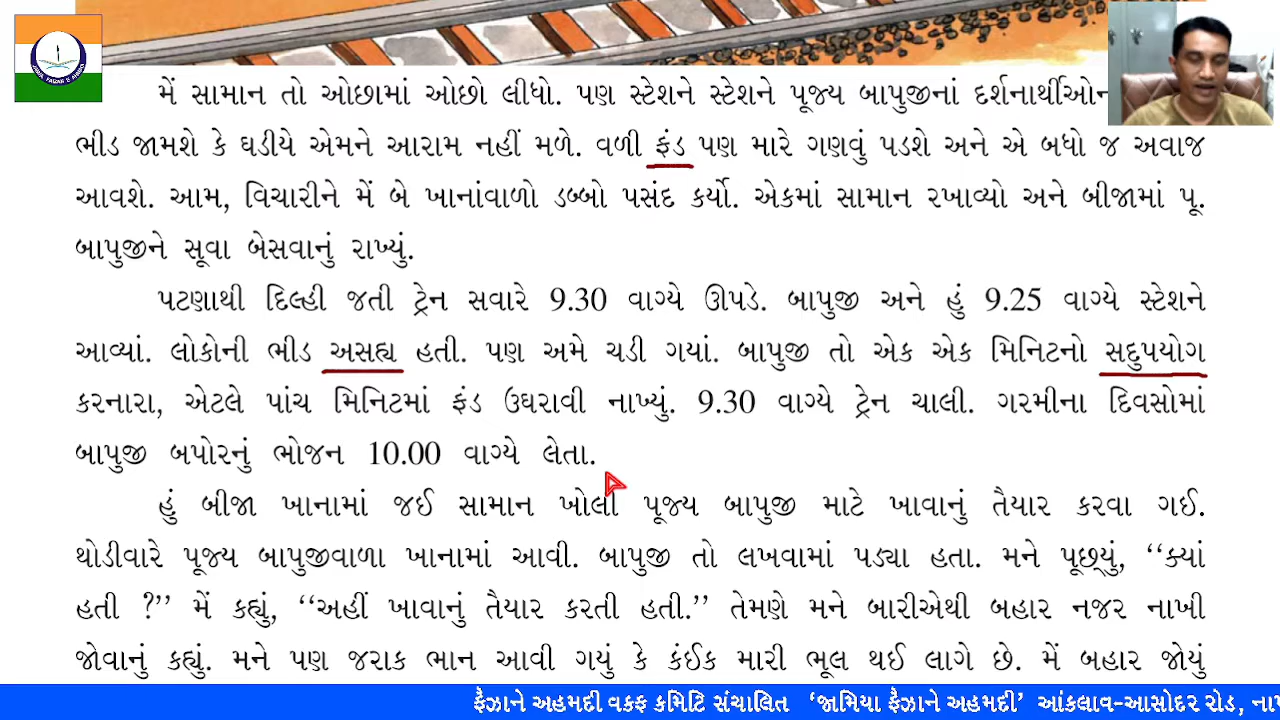 મેં સામાન તો ઓછામાં ઓછો લીધો. પણ સ્ટેશને સ્ટેશને પૂજ્ય બાપુજીનાં દર્શનાર્થીઓન
ભીડ જામશે કે ઘડીયે એમને આરામ નહીં મળે. વળી ફંડ પણ મારે ગણવું પડશે અને એ બધો જ અવાજ
આવશે. આમ, વિચારીને મેં બે ખાનાંવાળો ડબ્બો પસંદ કર્યો. એકમાં સામાન રખાવ્યો અને બીજામાં પૂ.
બાપુજીને સૂવા બેસવાનું રાખ્યું.
પટણાથી દિલ્હી જતી ટ્રેન સવારે 9.30 વાગ્યે ઊપડે. બાપુજી અને હું 9.25 વાગ્યે સ્ટેશને
આવ્યાં. લોકોની ભીડ અસહ્ય હતી. પણ અમે ચડી ગયાં. બાપુજી તો એક એક મિનિટનો સદુપયોગ
કરનારા, એટલે પાંચ મિનિટમાં ફંડ ઉઘરાવી નાખ્યું. 9.30 વાગ્યે ટ્રેન ચાલી. ગરમીના દિવસોમાં
બાપુજી બપોરનું ભોજન 10.00 વાગ્યે લેતા.
હું બીજા ખાનામાં જઈ સામાન ખોલી પૂજ્ય બાપુજી માટે ખાવાનું તૈયાર કરવા ગઈ.
થોડીવારે પૂજ્ય બાપુજીવાળા ખાનામાં આવી. બાપુજી તો લખવામાં પડ્યા હતા. મને પૂછ્યું, ‘‘ક્યાં
હતી ?’’ મેં કહ્યું, ‘‘અહીં ખાવાનું તૈયાર કરતી હતી.’’ તેમણે મને બારીએથી બહાર નજર નાખી
જોવાનું કહ્યું. મને પણ જરાક ભાન આવી ગયું કે કંઈક મારી ભૂલ થઈ લાગે છે. મેં બહાર જોયું
ફૈઝાને અહમદી વકફ કમિટિ સંચાલિત ‘જામિયા ફૈઝાને અહમદી’ આંકલાવ-આસોદર રોડ, નાપ